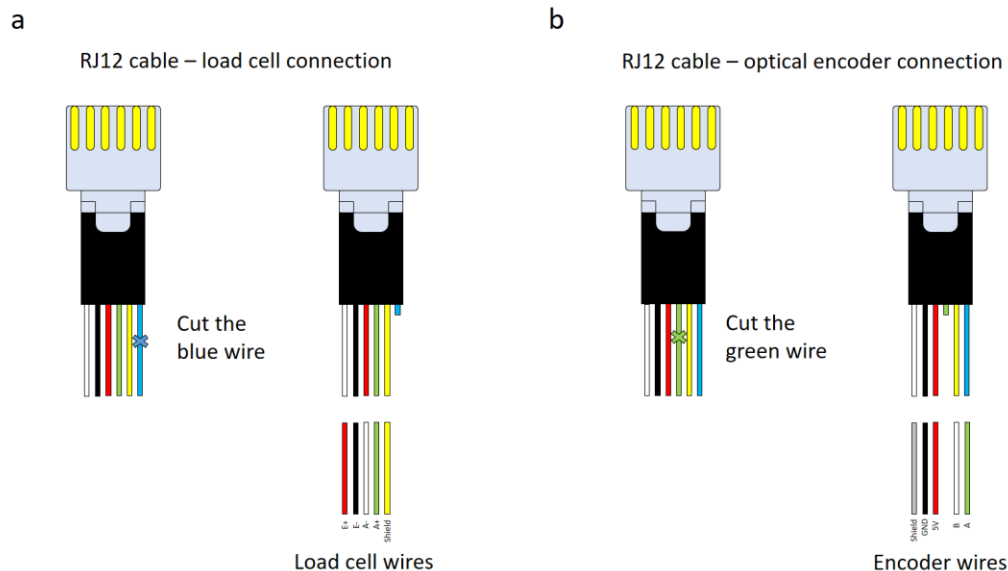 a
RJ12 cable – load cell connection
Cut the
blue wire
E+
E-
A-
A+
Shield
Load cell wires
b
RJ12 cable – optical encoder connection
Cut the
green wire
Shield
GND
5V
B
A
Encoder wires